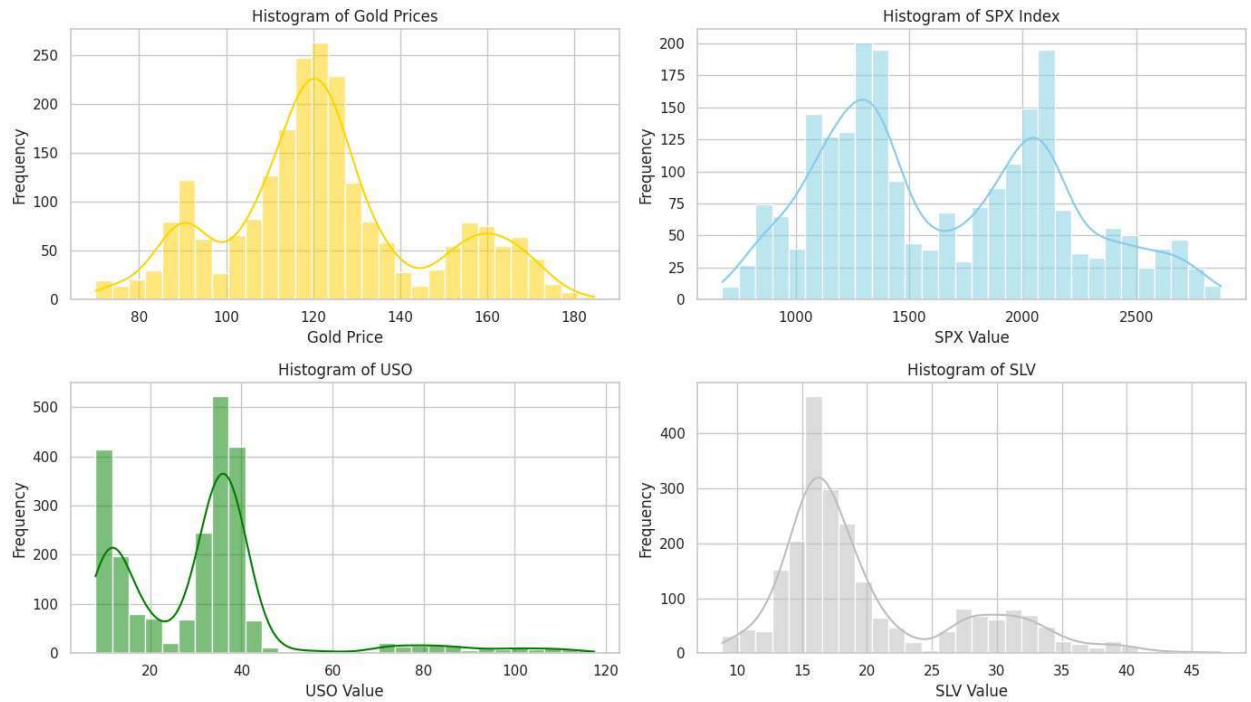 Histogram of Gold Prices
Frequency
250
200
150
100
50
0
80 100 120 140 160 180
Gold Price
Histogram of SPX Index
Frequency
200
175
150
125
100
75
50
25
0
1000 1500 2000 2500
SPX Value
Histogram of USO
Frequency
500
400
300
200
100
0
20 40 60 80 100 120
USO Value
Histogram of SLV
Frequency
400
300
200
100
0
10 15 20 25 30 35 40 45
SLV Value